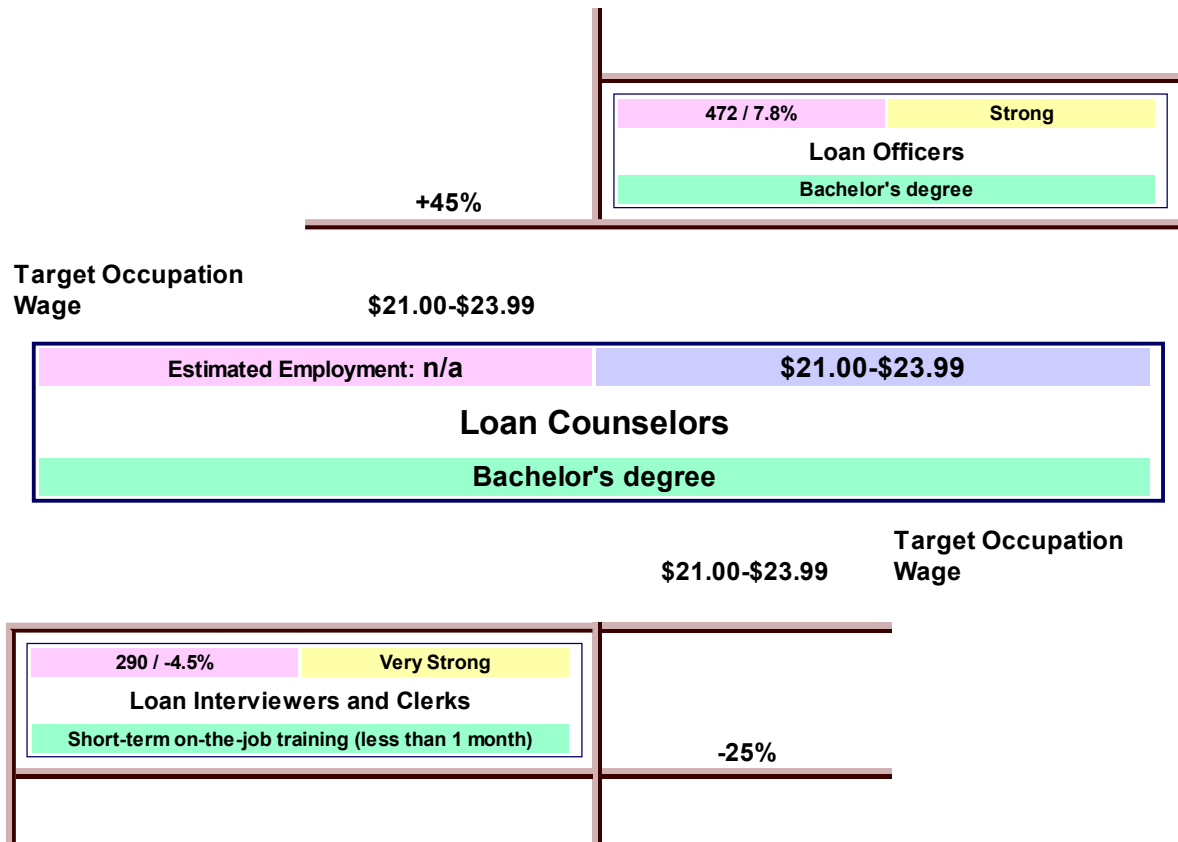 472 / 7.8% Strong
Loan Officers
Bachelor's degree
+45%
Target Occupation
Wage $21.00-$23.99
Estimated Employment: n/a $21.00-$23.99
Loan Counselors
Bachelor's degree
Target Occupation
$21.00-$23.99 Wage
290 / -4.5% Very Strong
Loan Interviewers and Clerks
Short-term on-the-job training (less than 1 month)
-25%